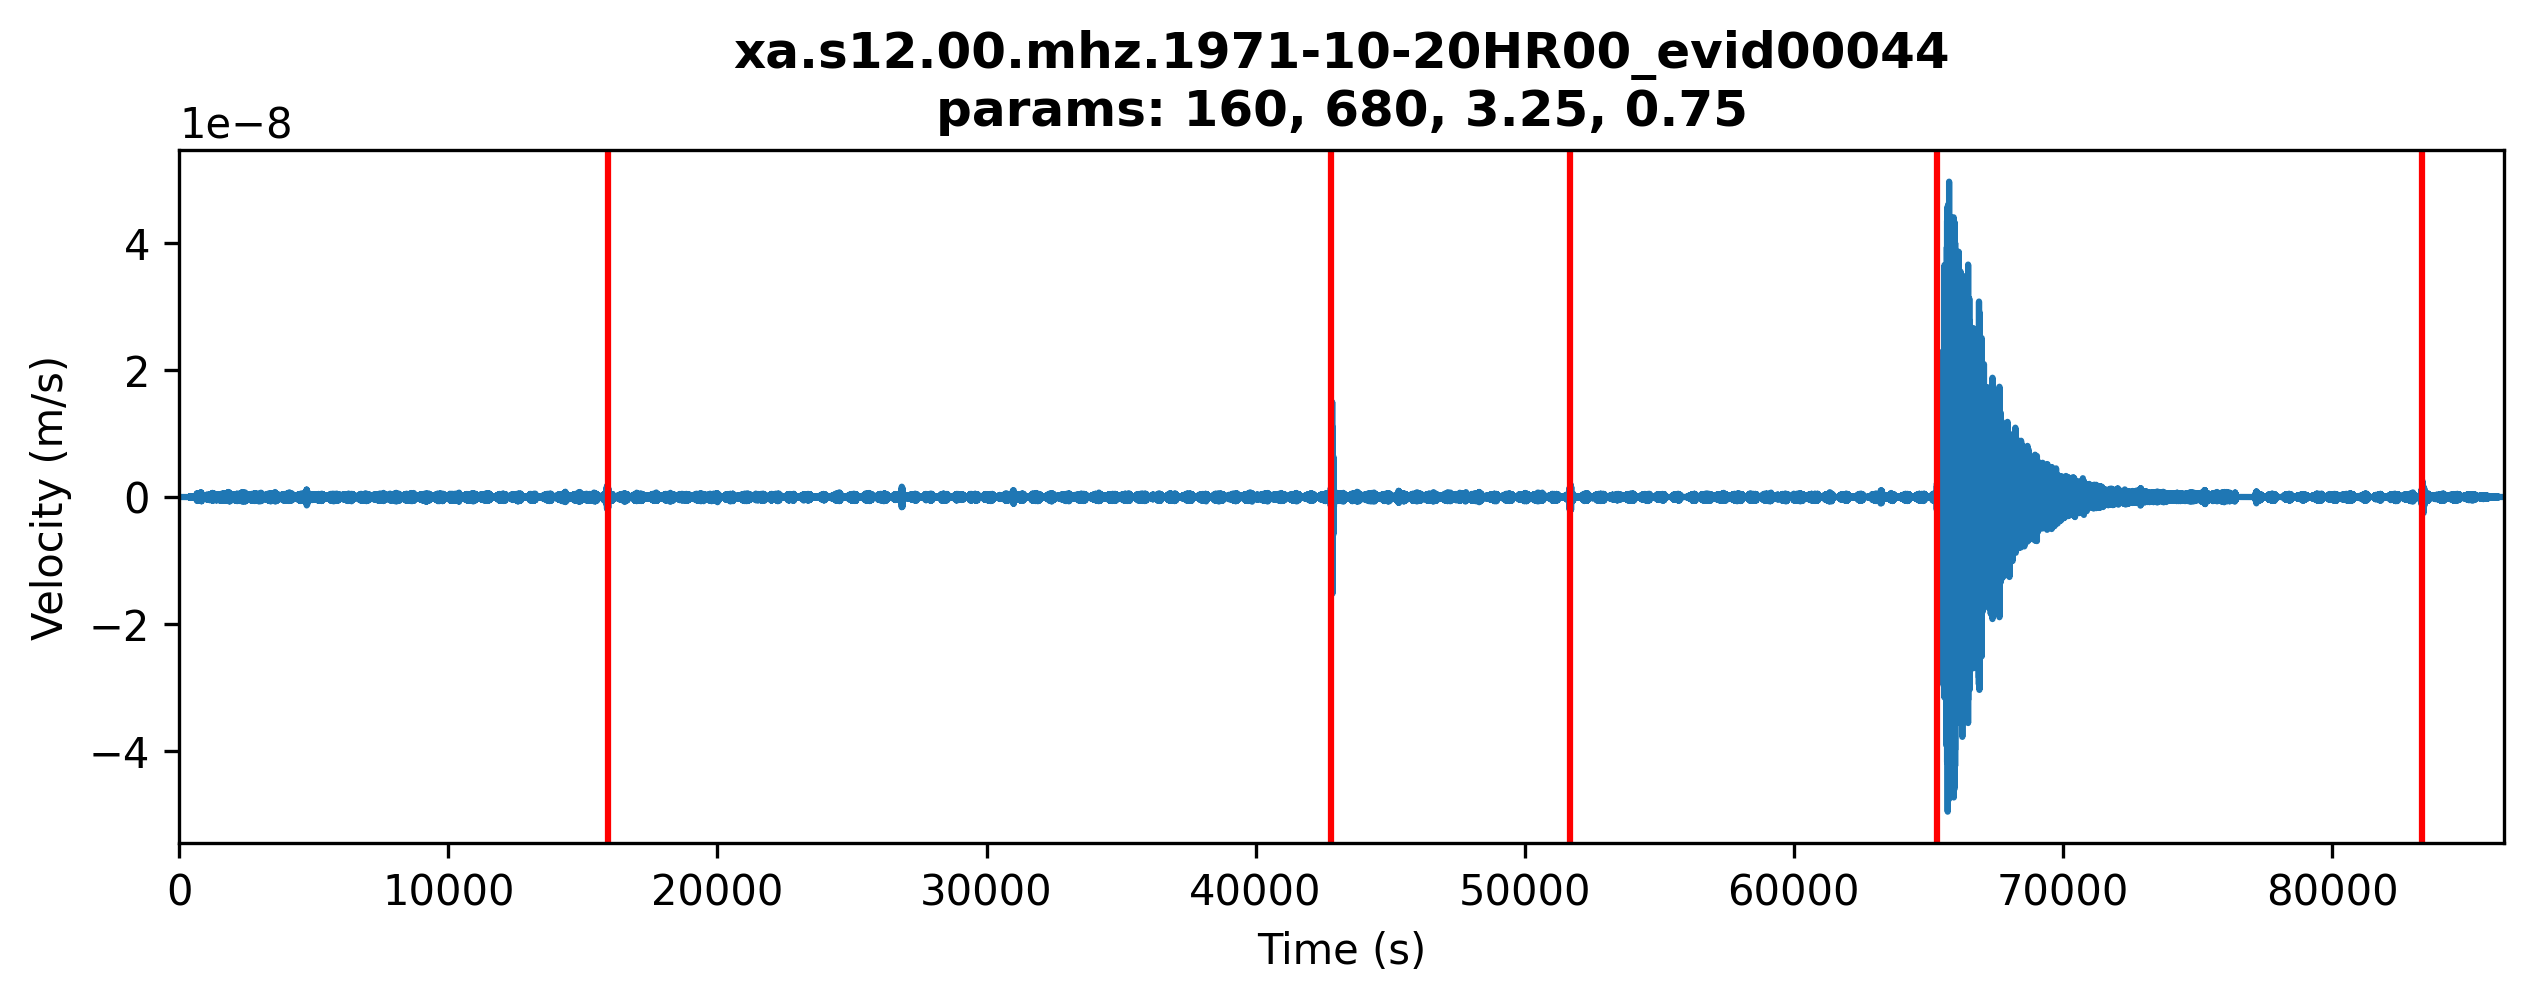 xa.s12.00.mhz.1971-10-20HR00_evid00044
params: 160, 680, 3.25, 0.75
1e−8
Velocity (m/s)
4
2
0
−2
−4
0 10000 20000 30000 40000 50000 60000 70000 80000
Time (s)